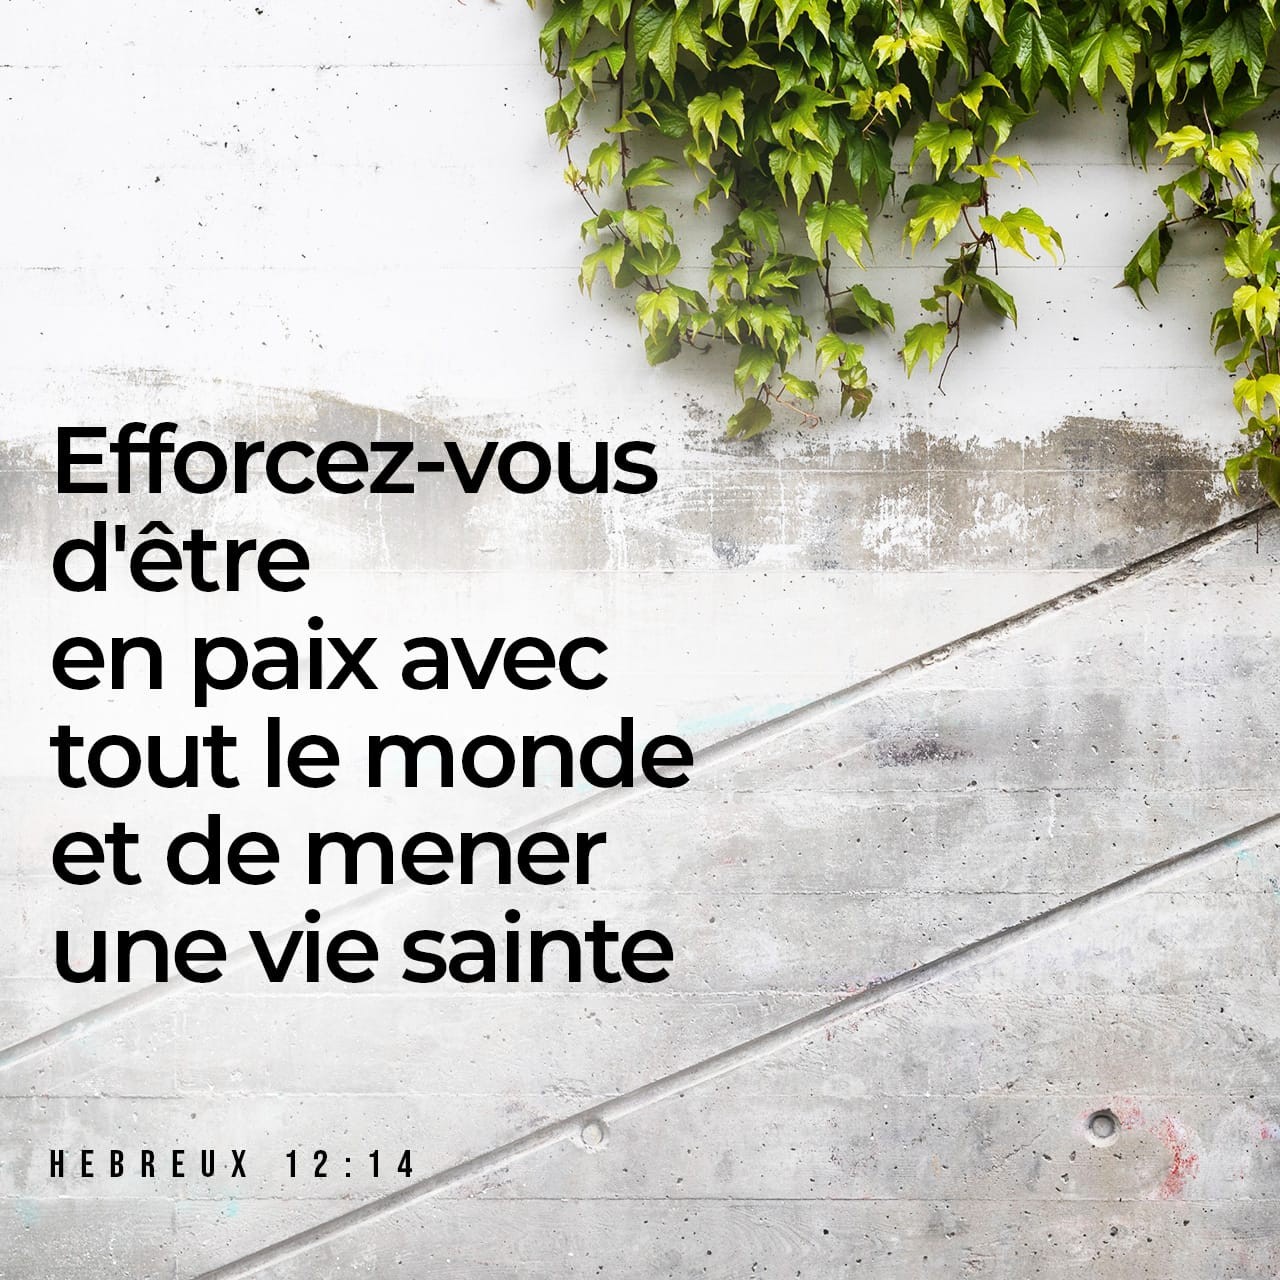 Efforcez-vous
d'être
en paix avec
tout le monde
et de mener
une vie sainte
HEBREUX 12:14